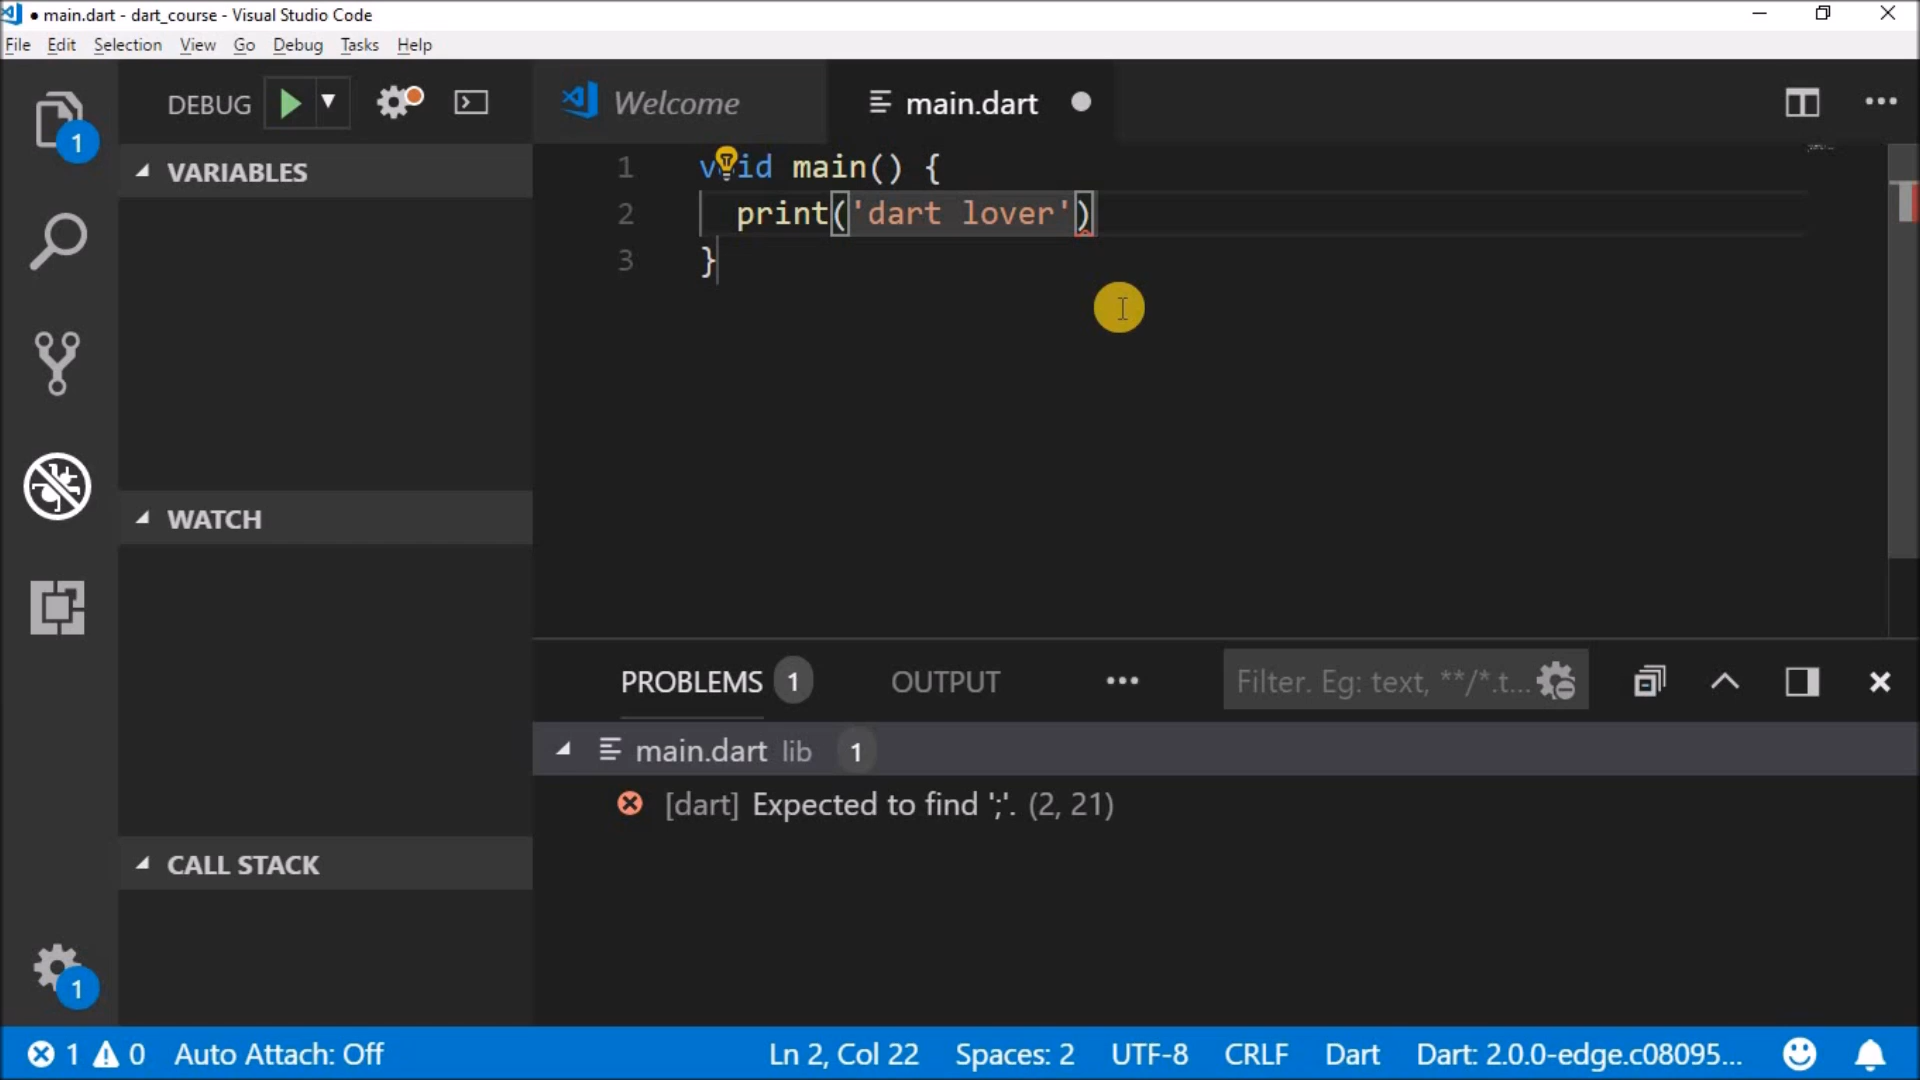 ● main.dart - dart_course - Visual Studio Code
File Edit Selection View Go Debug Tasks Help
DEBUG
Welcome
main.dart
1
VARIABLES
1 void main() {
2 print('dart lover')
3 }
WATCH
PROBLEMS 1 OUTPUT ••• Filter. Eg: text, **/*.t...
main.dart lib 1
[dart] Expected to find ';'. (2, 21)
CALL STACK
1
1 0 Auto Attach: Off Ln 2, Col 22 Spaces: 2 UTF-8 CRLF Dart Dart: 2.0.0-edge.c08095...